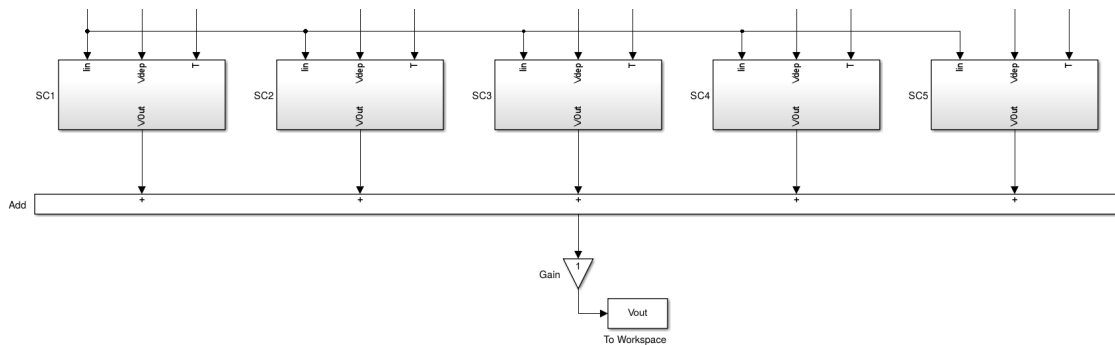 Iin Vdep T Iin Vdep T Iin Vdep T Iin Vdep T Iin Vdep T
SC1 SC2 SC3 SC4 SC5
VOut VOut VOut VOut VOut
Add + + + + +
Gain 1
Vout
To Workspace